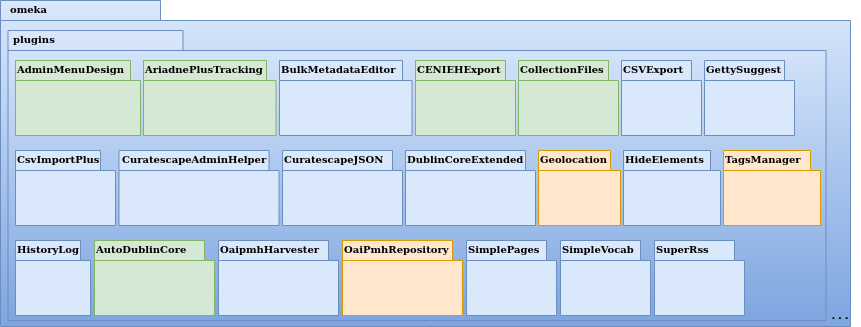 omeka
plugins
AdminMenuDesign AriadnePlusTracking BulkMetadataEditor CENIEHExport CollectionFiles CSVExport GettySuggest
CsvImportPlus CuratescapeAdminHelper CuratescapeJSON DublinCoreExtended Geolocation HideElements TagsManager
HistoryLog AutoDublinCore OaipmhHarvester OaiPmhRepository SimplePages SimpleVocab SuperRss
...